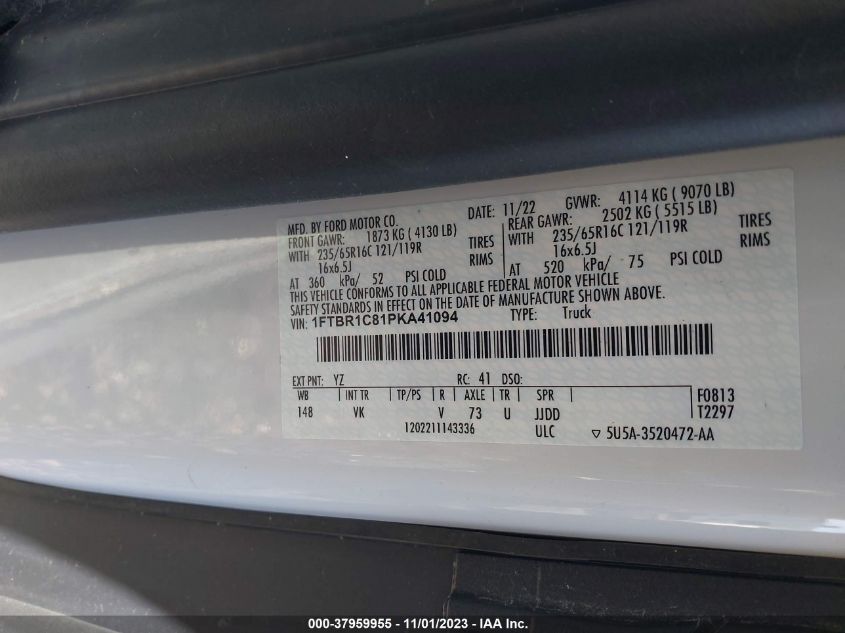 MFD. BY FORD MOTOR CO. DATE: 11/22 GVWR: 4114 KG ( 9070 LB)
FRONT GAWR: 1873 KG ( 4130 LB) REAR GAWR: 2502 KG ( 5515 LB)
WITH 235/65R16C 121/119R TIRES WITH 235/65R16C 121/119R TIRES
16x6.5J RIMS 16x6.5J RIMS
AT 360 kPa/ 52 PSI COLD AT 520 kPa/ 75 PSI COLD
THIS VEHICLE CONFORMS TO ALL APPLICABLE FEDERAL MOTOR VEHICLE
SAFETY STANDARDS IN EFFECT ON THE DATE OF MANUFACTURE SHOWN ABOVE.
VIN: 1FTBR1C81PKA41094 TYPE: Truck
EXT PNT: YZ RC: 41 DSO:
WB INT TR TP/PS R AXLE TR SPR F0813
148 VK V 73 U JJDD T2297
1202211143336 ULC ▽ 5U5A-3520472-AA
000-37959955 - 11/01/2023 - IAA Inc.